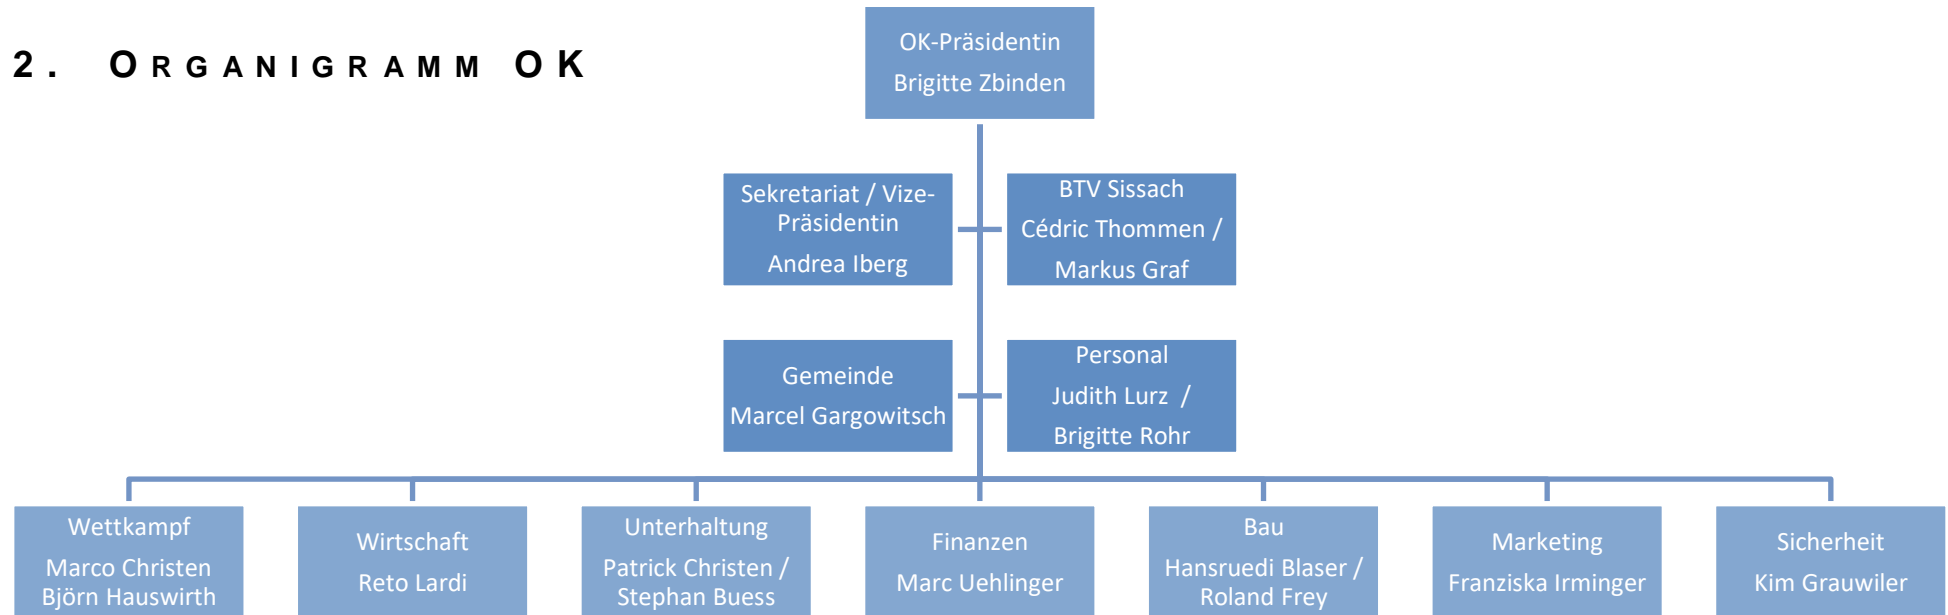 2. ORGANIGRAMM OK
OK-Präsidentin
Brigitte Zbinden
Sekretariat / Vize-
Präsidentin
Andrea Iberg
BTV Sissach
Cédric Thommen /
Markus Graf
Gemeinde
Marcel Gargowitsch
Personal
Judith Lurz /
Brigitte Rohr
Wettkampf
Marco Christen
Björn Hauswirth
Wirtschaft
Reto Lardi
Unterhaltung
Patrick Christen /
Stephan Buess
Finanzen
Marc Uehlinger
Bau
Hansruedi Blaser /
Roland Frey
Marketing
Franziska Irminger
Sicherheit
Kim Grauwiler